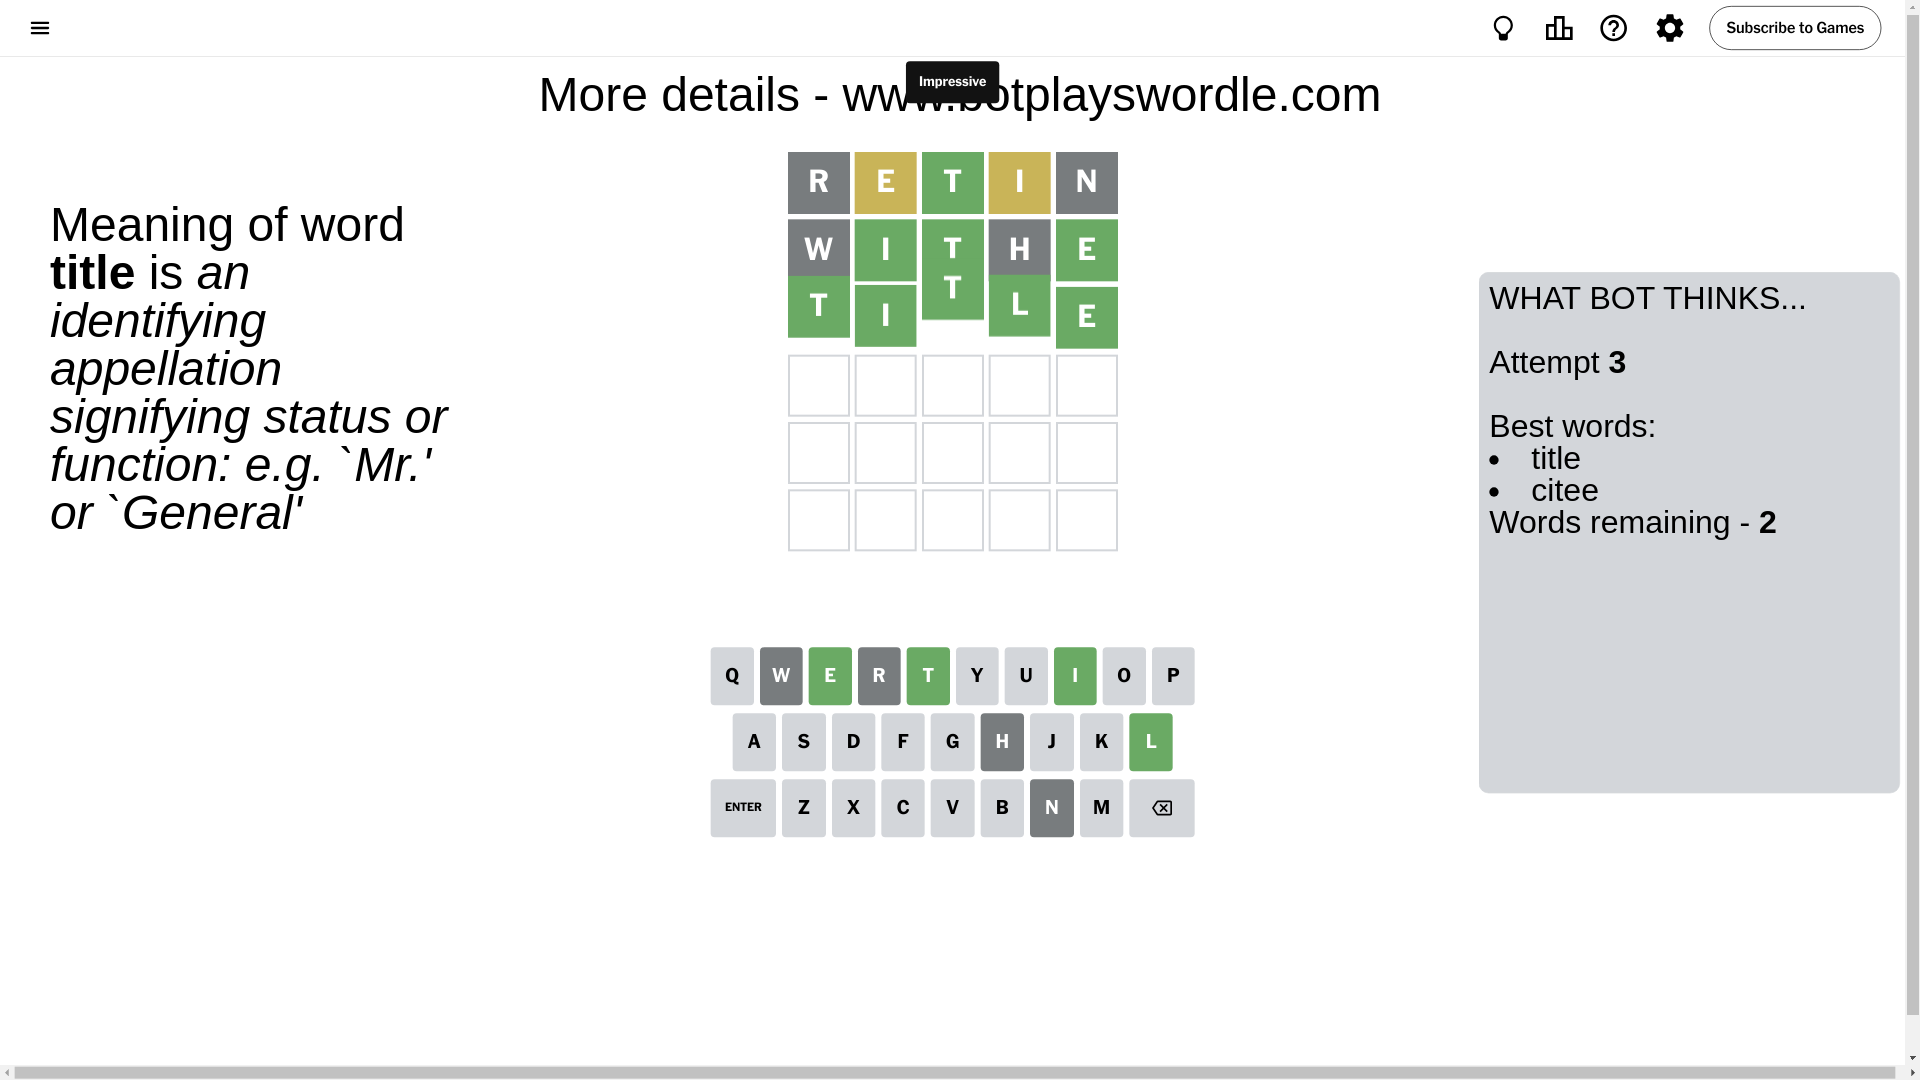 Subscribe to Games
Impressive
More details - www.botplayswordle.com
Meaning of word
title is an
identifying
appellation
signifying status or
function: e.g. `Mr.'
or `General'
R E T I N
W I T H E
T I T L E
WHAT BOT THINKS...
Attempt 3
Best words:
• title
• citee
Words remaining - 2
Q W E R T Y U I O P
A S D F G H J K L
ENTER Z X C V B N M